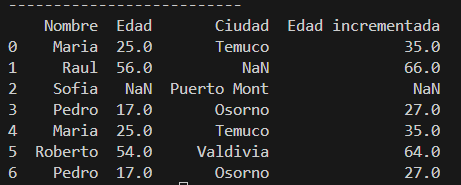 --------------------------
Nombre Edad Ciudad Edad incrementada
0 Maria 25.0 Temuco 35.0
1 Raul 56.0 NaN 66.0
2 Sofia NaN Puerto Mont NaN
3 Pedro 17.0 Osorno 27.0
4 Maria 25.0 Temuco 35.0
5 Roberto 54.0 Valdivia 64.0
6 Pedro 17.0 Osorno 27.0